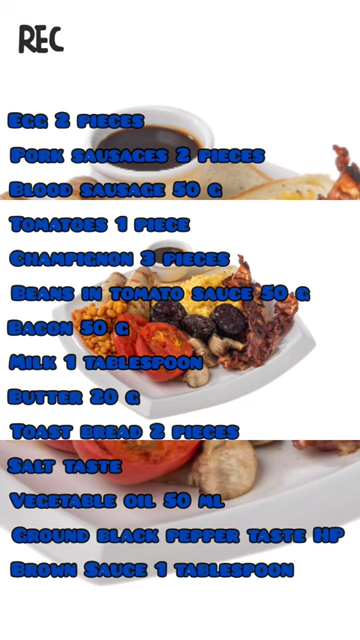 REC
Egg 2 pieces
Pork sausages 2 pieces
Blood sausage 50 g
Tomatoes 1 piece
Champignon 3 pieces
Beans in tomato sauce 50 g
Bacon 50 g
Milk 1 tablespoon
Butter 20 g
Toast bread 2 pieces
Salt taste
Vegetable oil 50 ml
Ground black pepper taste HP
Brown Sauce 1 tablespoon